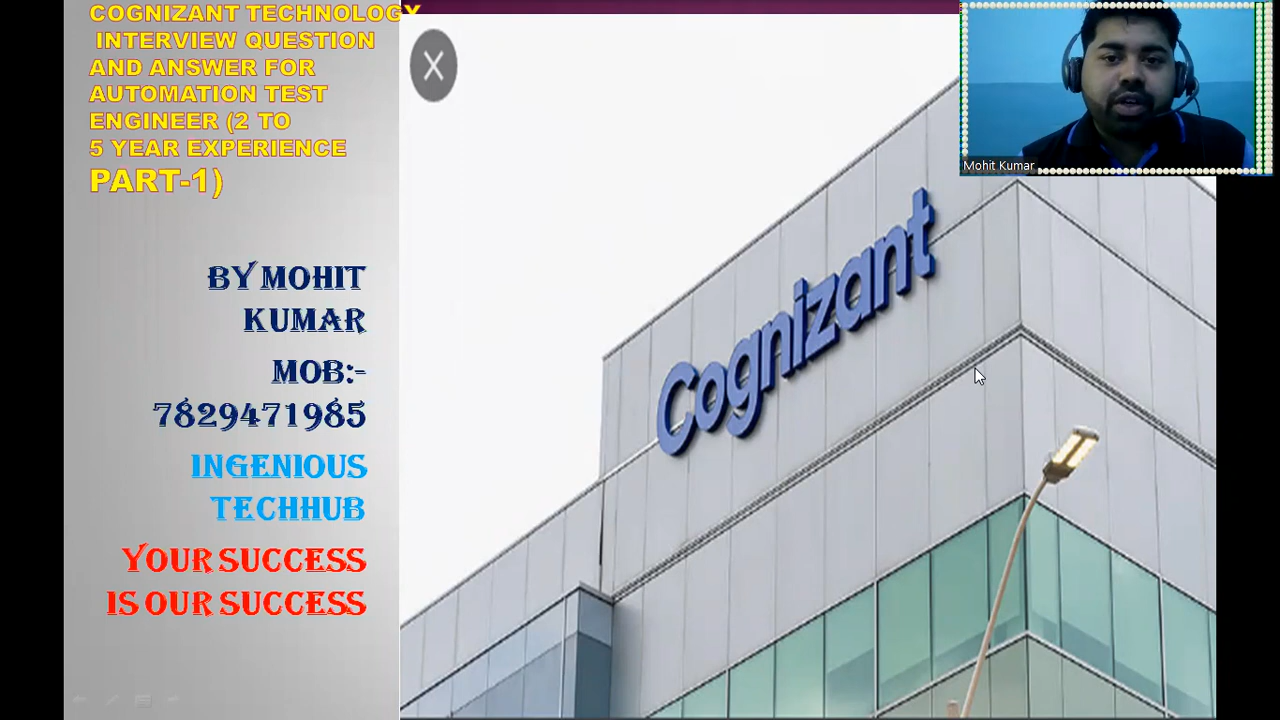 COGNIZANT TECHNOLOGY
INTERVIEW QUESTION
AND ANSWER FOR
AUTOMATION TEST
ENGINEER (2 TO
5 YEAR EXPERIENCE
PART-1)
BY MOHIT
KUMAR
MOB:-
7829471985
INGENIOUS
TECHHUB
YOUR SUCCESS
IS OUR SUCCESS
X
Cognizant
Mohit Kumar